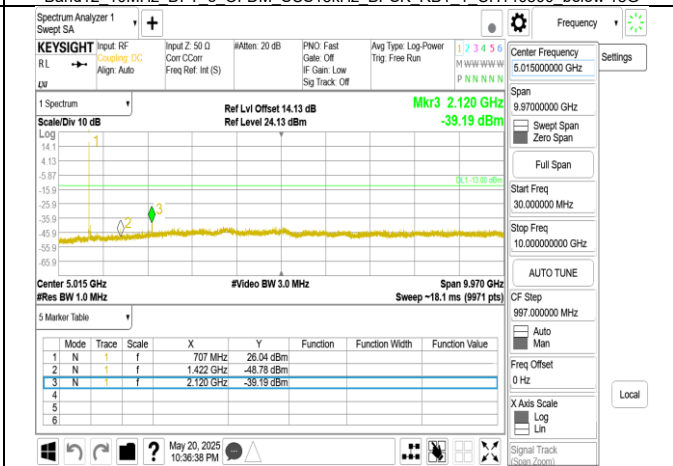 Spectrum Analyzer 1
Swept SA
Frequency
KEYSIGHT
Input: RF
Coupling: DC
Align: Auto
Input Z: 50 Ω
Corr CCorr
Freq Ref: Int (S)
#Atten: 20 dB
PNO: Fast
Gate: Off
IF Gain: Low
Sig Track: Off
Avg Type: Log-Power
Trig: Free Run
1 2 3 4 5 6
M W W W W W
P N N N N N
RL
LXI
Center Frequency
5.015000000 GHz
Settings
Span
9.97000000 GHz
Swept Span
Zero Span
Full Span
Start Freq
30.000000 MHz
Stop Freq
10.000000000 GHz
AUTO TUNE
CF Step
997.000000 MHz
Auto
Man
Freq Offset
0 Hz
X Axis Scale
Log
Lin
Signal Track
(Span Zoom)
Local
1 Spectrum
Scale/Div 10 dB
Ref Lvl Offset 14.13 dB
Ref Level 24.13 dBm
Mkr3 2.120 GHz
-39.19 dBm
Log
14.1
4.13
-5.87
-15.9
-25.9
-35.9
-45.9
-55.9
-65.9
DL1 -13.00 dBm
1
2
3
Center 5.015 GHz
#Res BW 1.0 MHz
#Video BW 3.0 MHz
Span 9.970 GHz
Sweep ~18.1 ms (9971 pts)
5 Marker Table
Mode Trace Scale X Y Function Function Width Function Value
1 N 1 f 707 MHz 26.04 dBm
2 N 1 f 1.422 GHz -48.78 dBm
3 N 1 f 2.120 GHz -39.19 dBm
4
5
6
?
May 20, 2025
10:36:38 PM